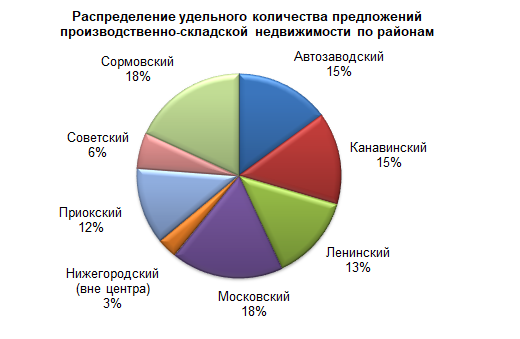 Распределение удельного количества предложений
производственно-складской недвижимости по районам
Автозаводский
15%
Канавинский
15%
Ленинский
13%
Московский
18%
Нижегородский
(вне центра)
3%
Приокский
12%
Советский
6%
Сормовский
18%